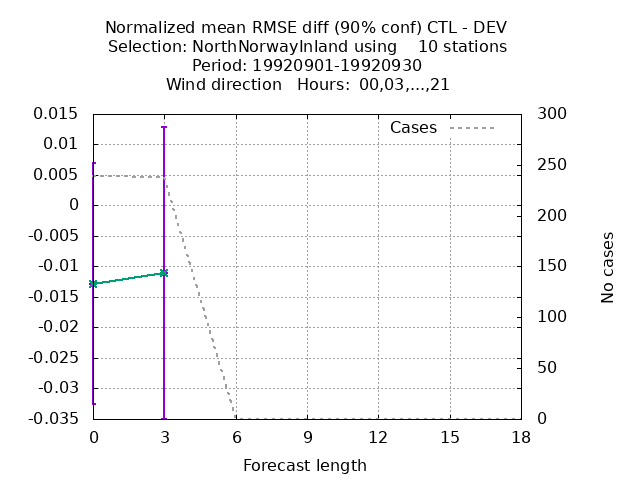 Normalized mean RMSE diff (90% conf) CTL - DEV
Selection: NorthNorwayInland using    10 stations
Period: 19920901-19920930
Wind direction   Hours:  00,03,...,21
0.015
0.01
0.005
0
-0.005
-0.01
-0.015
-0.02
-0.025
-0.03
-0.035
Cases
300
250
200
150
100
50
0
No cases
0 3 6 9 12 15 18
Forecast length